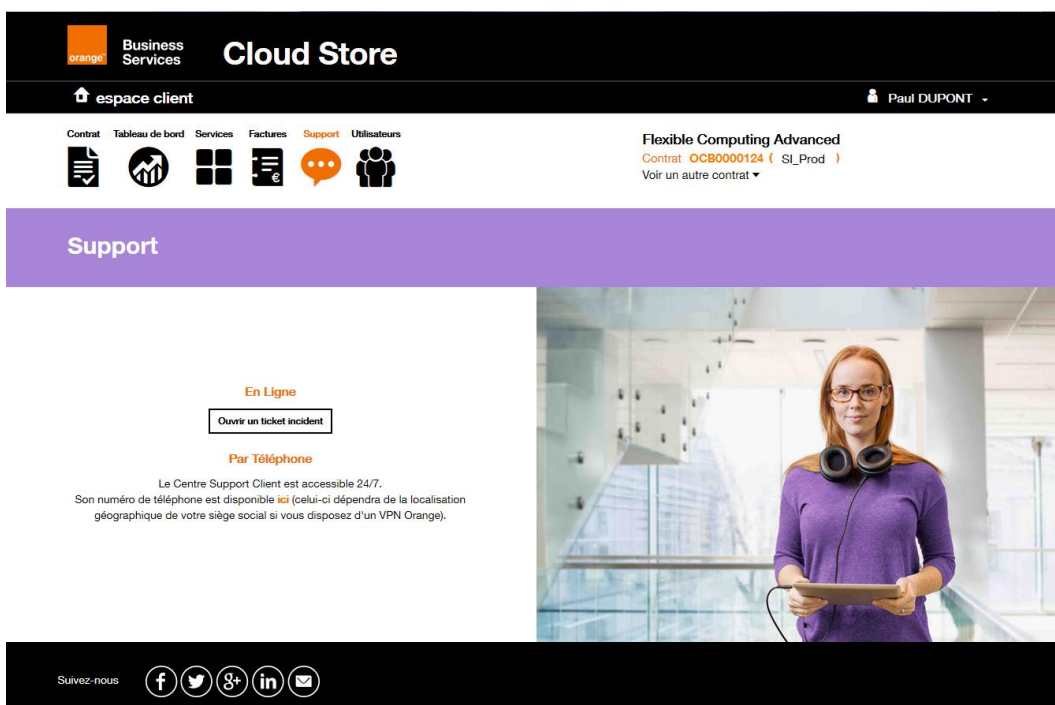 orange™
Business
Services
Cloud Store
espace client
Paul DUPONT
Contrat Tableau de bord Services Factures Support Utilisateurs
€
Flexible Computing Advanced
Contrat OCB0000124 ( SI_Prod )
Voir un autre contrat
Support
En Ligne
Ouvrir un ticket incident
Par Téléphone
Le Centre Support Client est accessible 24/7.
Son numéro de téléphone est disponible ici (celui-ci dépendra de la localisation
géographique de votre siège social si vous disposez d'un VPN Orange).
Suivez-nous f g+ in